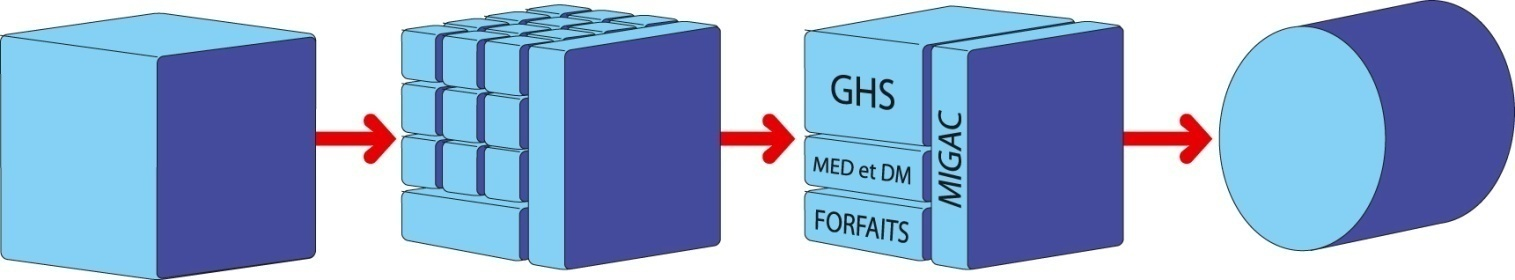 GHS
MED et DM
FORFAITS
MIGAC